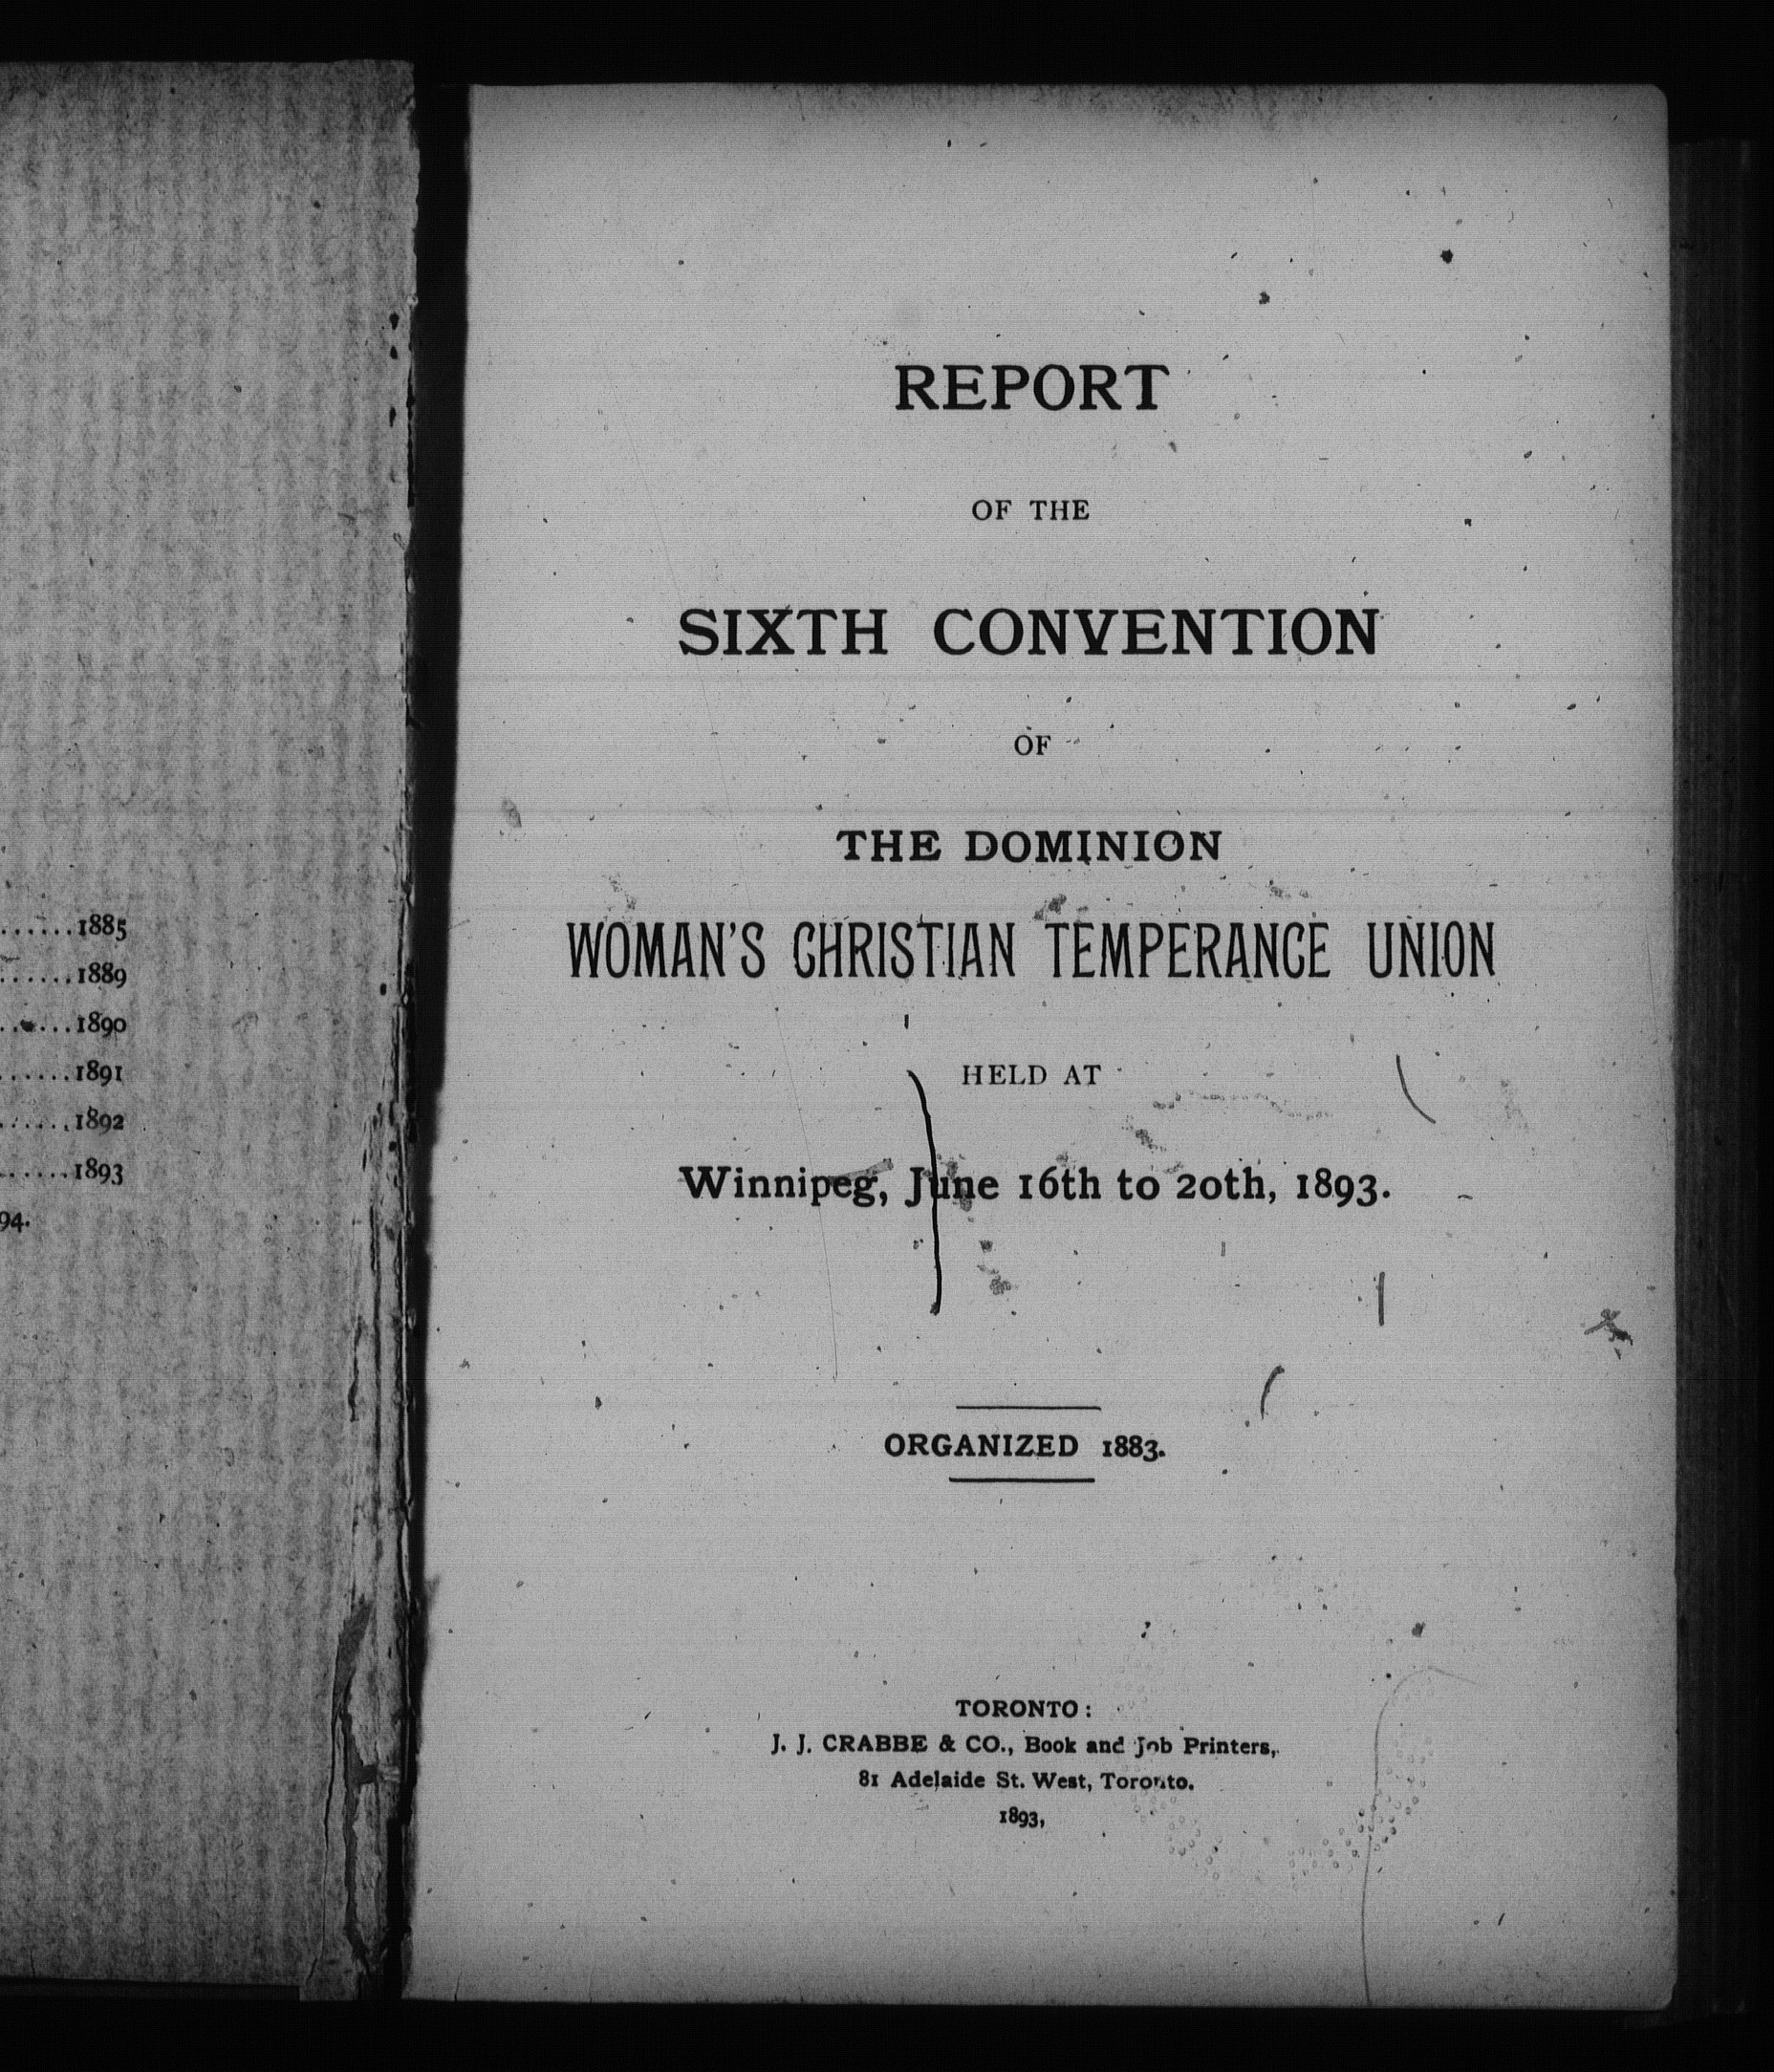 ......1885
......1889
......1890
......1891
......1892
......1893
94.
REPORT
OF THE
SIXTH CONVENTION
OF
THE DOMINION
WOMAN'S CHRISTIAN TEMPERANCE UNION
HELD AT
Winnipeg, June 16th to 20th, 1893.
ORGANIZED 1883.
TORONTO:
J. J. CRABBE & CO., Book and Job Printers,
81 Adelaide St. West, Toronto.
1893,